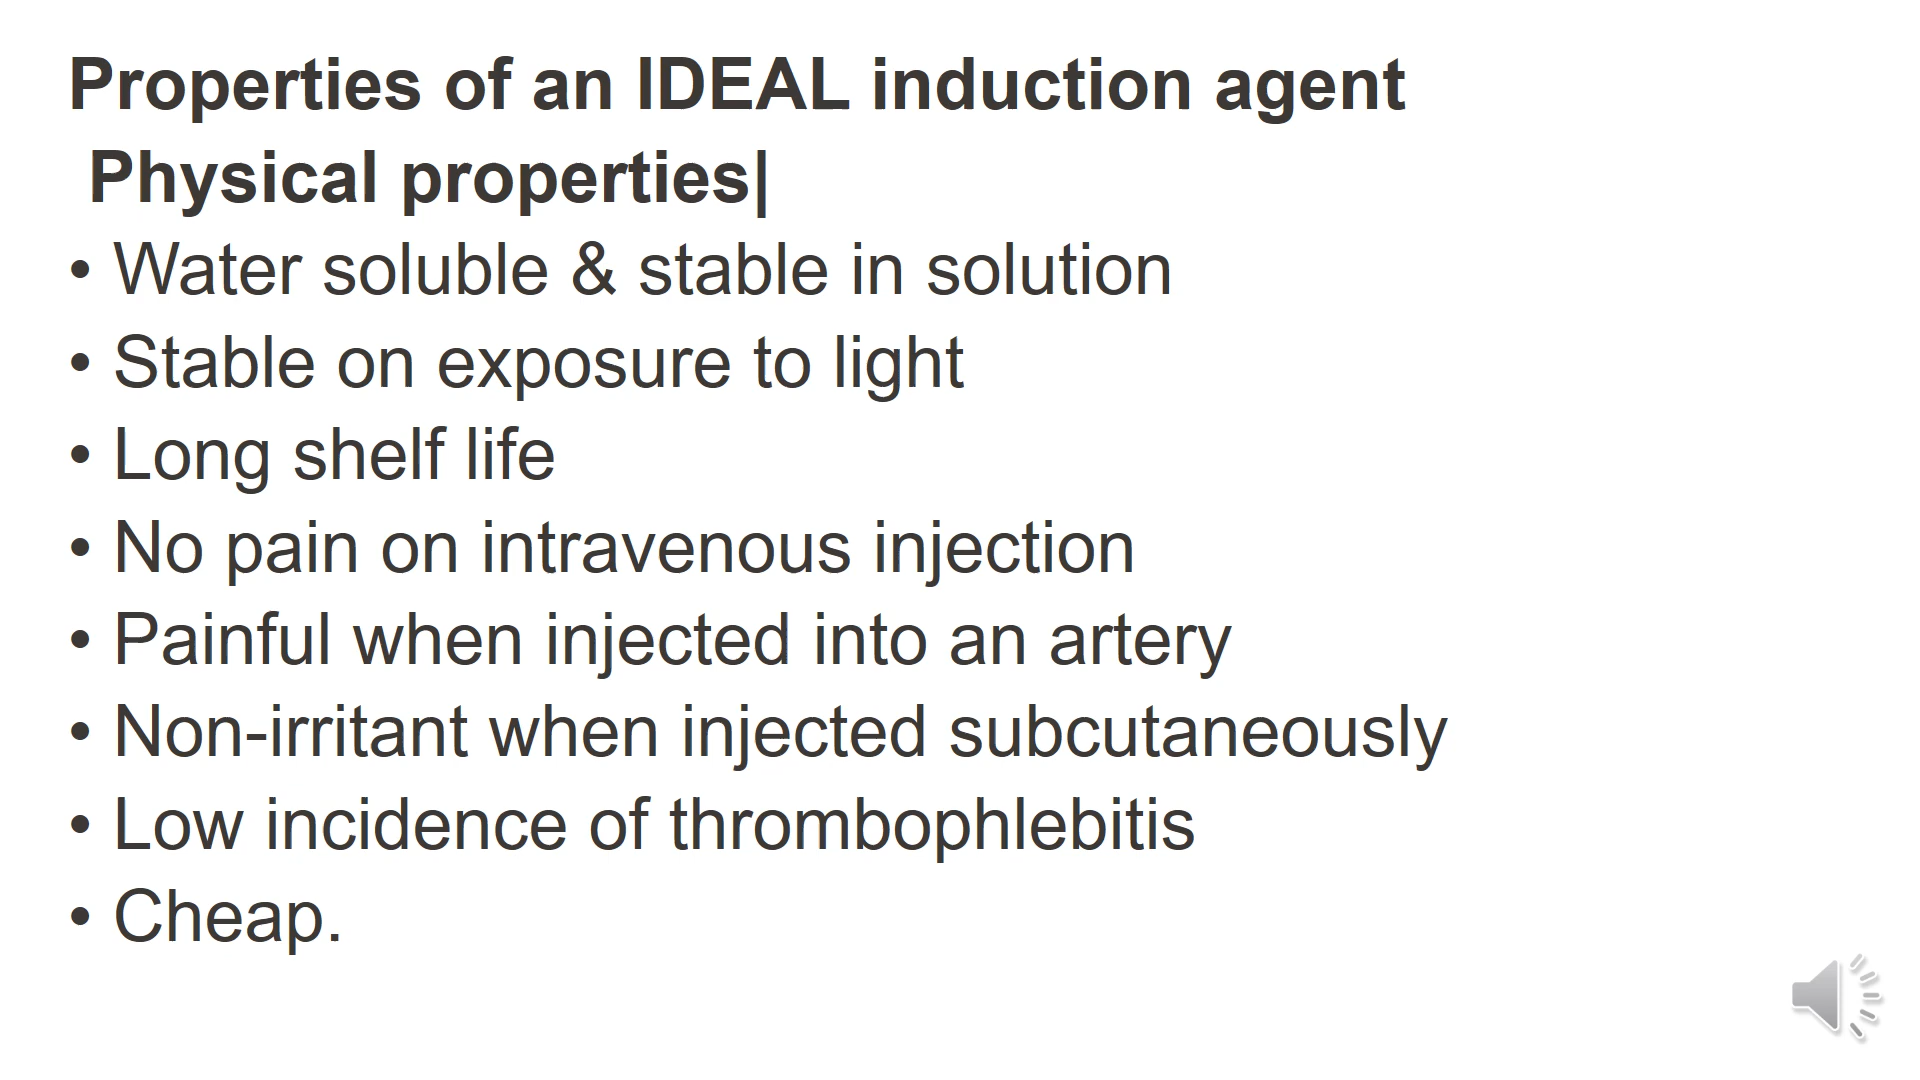 Properties of an IDEAL induction agent
Physical properties|
• Water soluble & stable in solution
• Stable on exposure to light
• Long shelf life
• No pain on intravenous injection
• Painful when injected into an artery
• Non-irritant when injected subcutaneously
• Low incidence of thrombophlebitis
• Cheap.